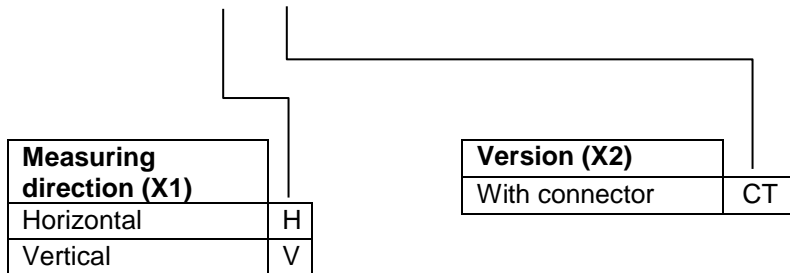 Measuring
direction (X1)
Horizontal H
Vertical V
Version (X2)
With connector CT